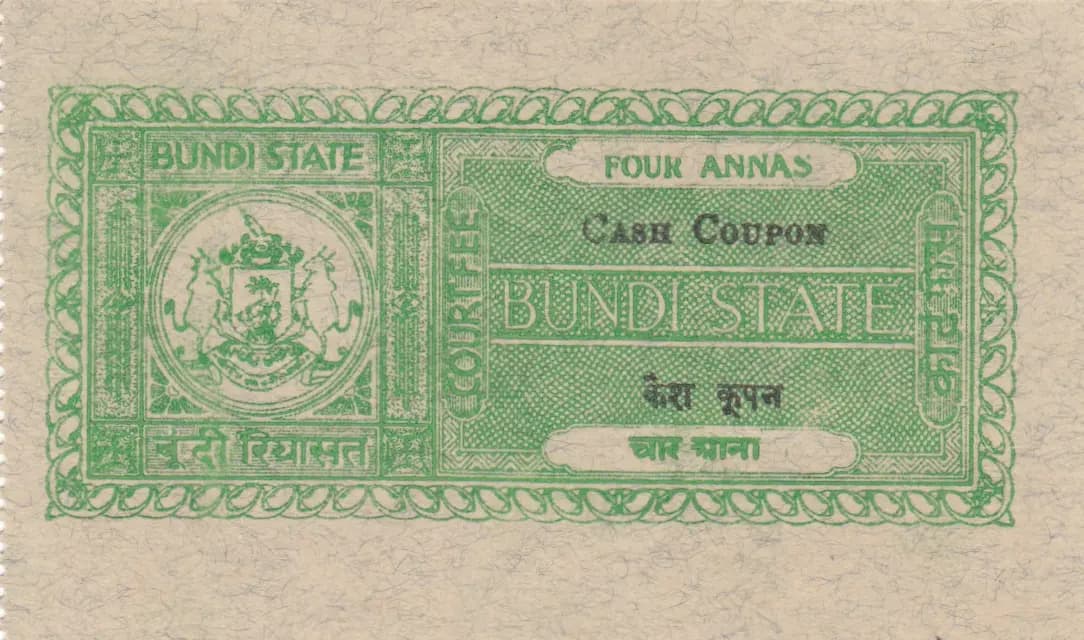 BUNDI STATE
बून्दी रियासत
COURT FEE
FOUR ANNAS
CASH COUPON
BUNDI STATE
कैश कूपन
चार आना
कोर्ट फीस